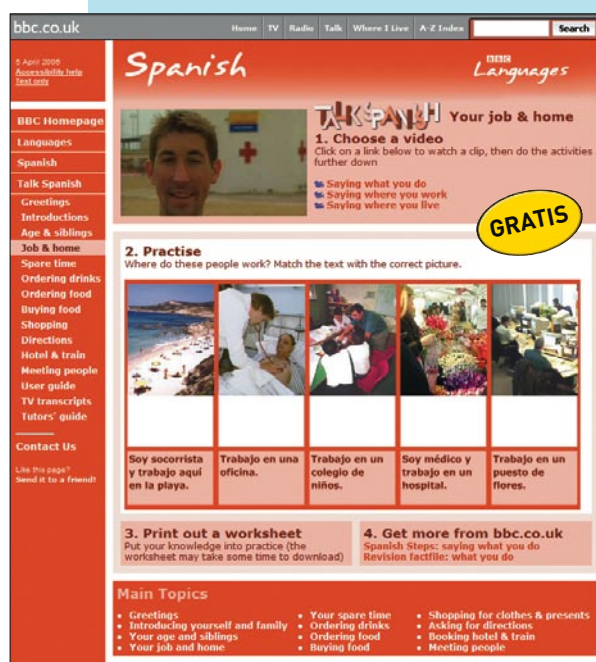 bbc.co.uk
Home TV Radio Talk Where I Live A-Z Index Search
5 April 2006
Accessibility help
Text only
BBC Homepage
Languages
Spanish
Talk Spanish
Greetings
Introductions
Age & siblings
Job & home
Spare time
Ordering drinks
Ordering food
Buying food
Shopping
Directions
Hotel & train
Meeting people
User guide
TV transcripts
Tutors' guide
Contact Us
Like this page?
Send it to a friend!
Spanish
BBC
Languages
TALK SPANISH Your job & home
1. Choose a video
Click on a link below to watch a clip, then do the activities
further down
Saying what you do
Saying where you work
Saying where you live
GRATIS
2. Practise
Where do these people work? Match the text with the correct picture.
Soy socorrista
y trabajo aquí
en la playa.
Trabajo en una
oficina.
Trabajo en un
colegio de
niños.
Soy médico y
trabajo en un
hospital.
Trabajo en un
puesto de
flores.
3. Print out a worksheet
Put your knowledge into practice (the
worksheet may take some time to download)
4. Get more from bbc.co.uk
Spanish Steps: saying what you do
Revision factfile: what you do
Main Topics
Greetings
Introducing yourself and family
Your age and siblings
Your job and home
Your spare time
Ordering drinks
Ordering food
Buying food
Shopping for clothes & presents
Asking for directions
Booking hotel & train
Meeting people